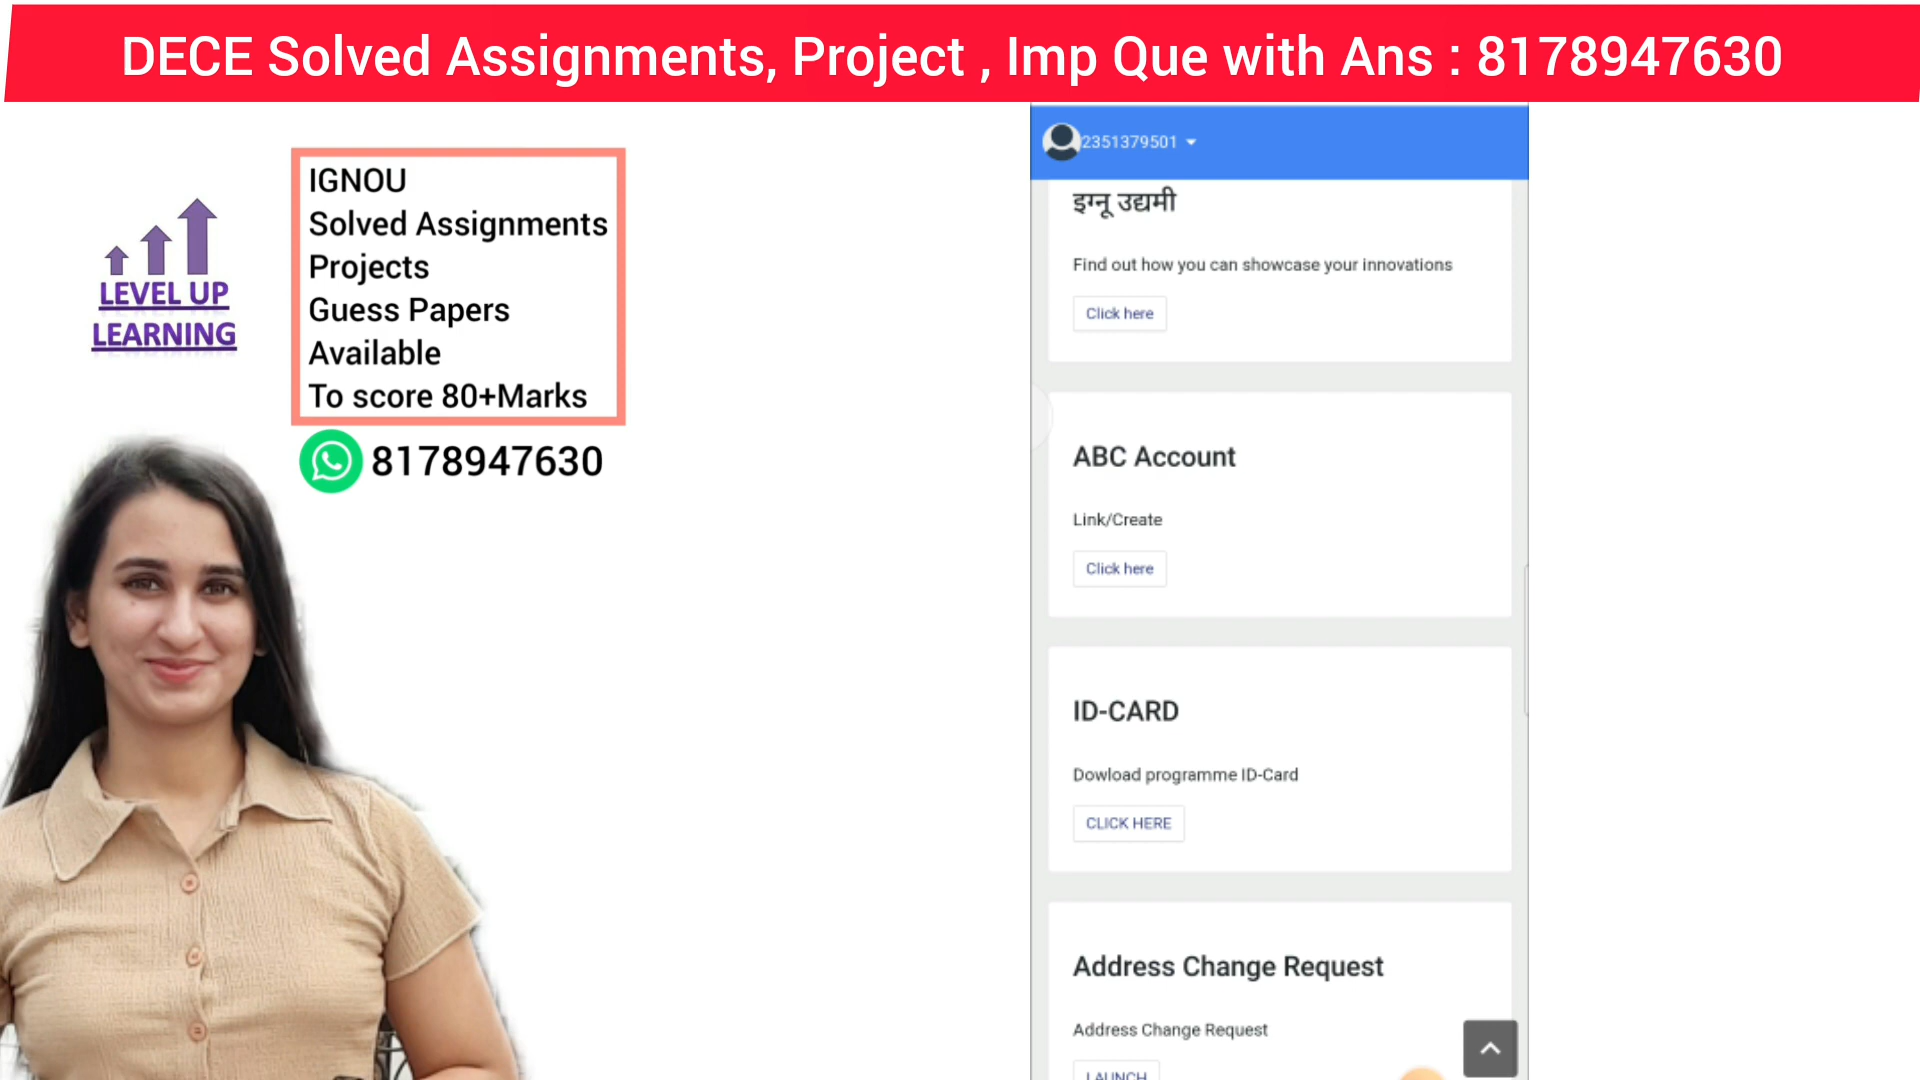 DECE Solved Assignments, Project , Imp Que with Ans : 8178947630
LEVEL UP
LEARNING
IGNOU
Solved Assignments
Projects
Guess Papers
Available
To score 80+Marks
8178947630
2351379501
इग्नू उद्यमी
Find out how you can showcase your innovations
Click here
ABC Account
Link/Create
Click here
ID-CARD
Dowload programme ID-Card
CLICK HERE
Address Change Request
Address Change Request
LAUNCH